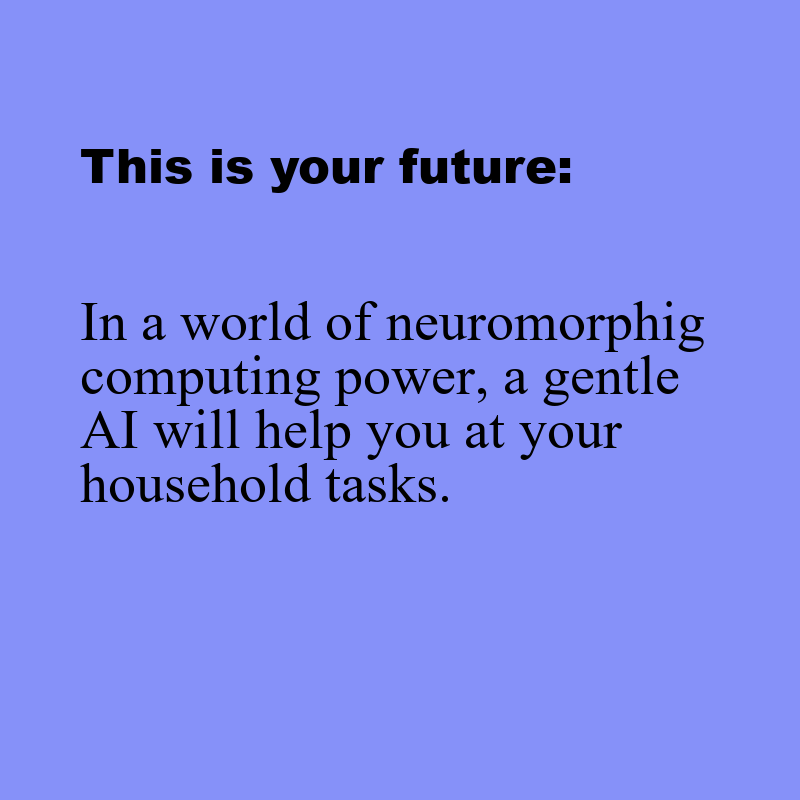 This is your future:
In a world of neuromorphig
computing power, a gentle
AI will help you at your
household tasks.